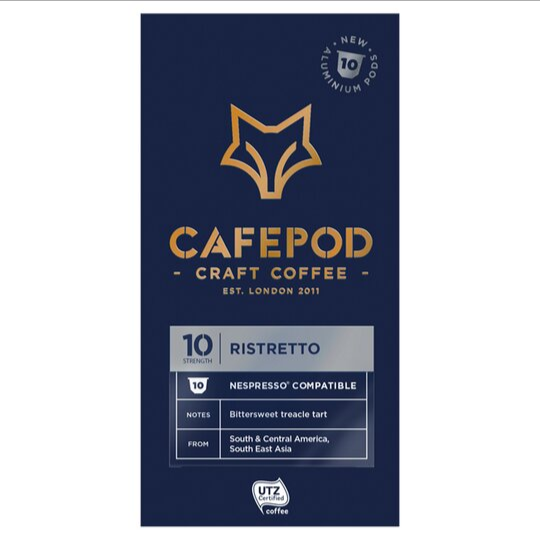 • NEW •
10
ALUMINIUM PODS
CAFEPOD
- CRAFT COFFEE -
EST. LONDON 2011
10
STRENGTH
RISTRETTO
10
NESPRESSO® COMPATIBLE
NOTES
Bittersweet treacle tart
FROM
South & Central America,
South East Asia
UTZ
Certified
coffee